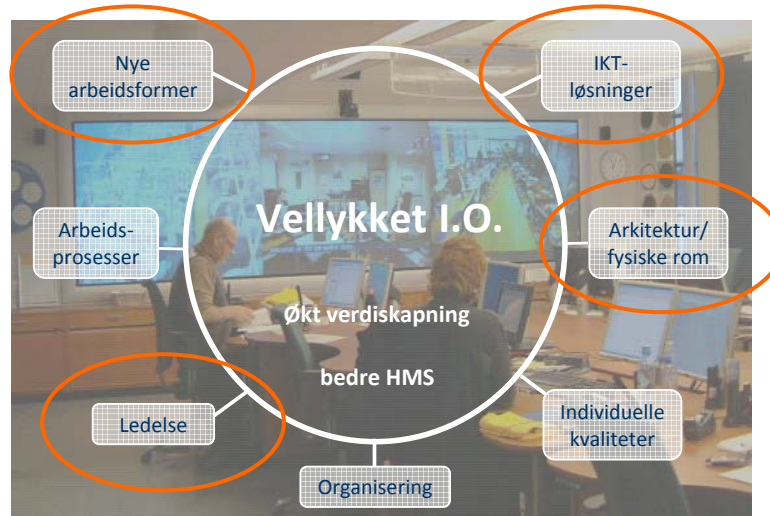 Nye
arbeidsformer
IKT-
løsninger
Vellykket I.O.
Arbeids-
prosesser
Arkitektur/
fysiske rom
Økt verdiskapning
bedre HMS
Ledelse
Individuelle
kvaliteter
Organisering